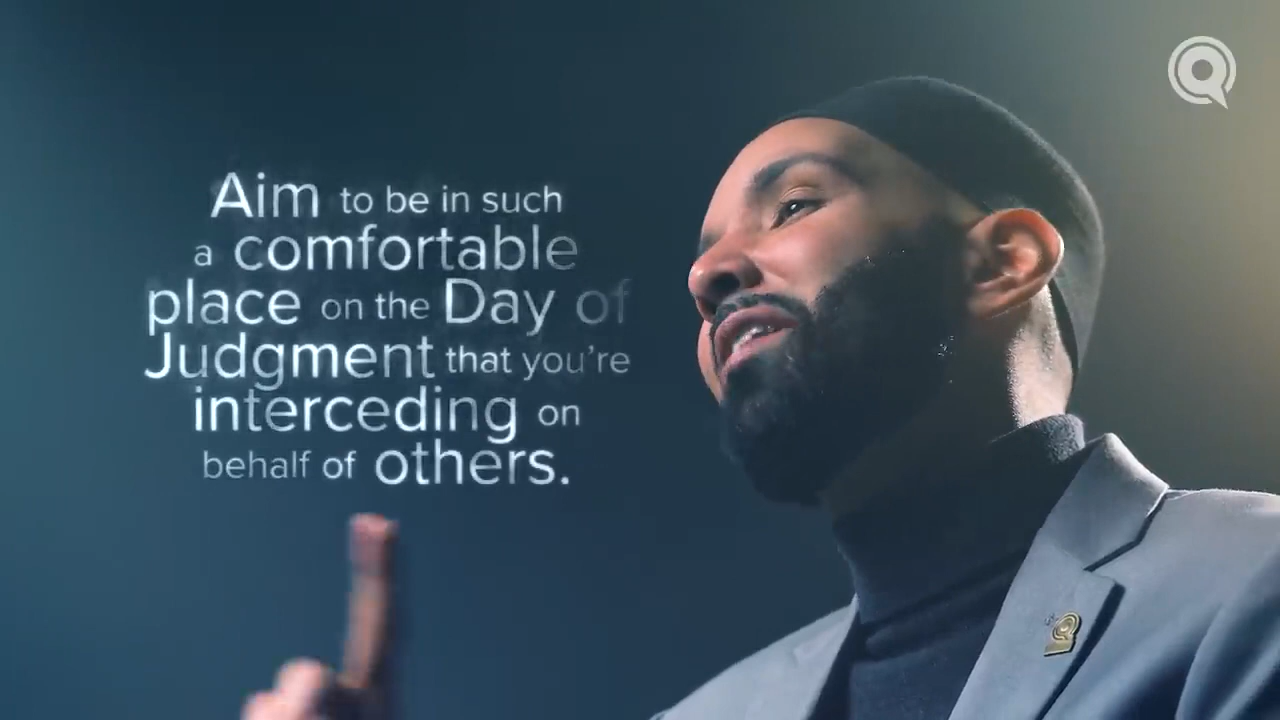 Aim to be in such
a comfortable
place on the Day of
Judgment that you’re
interceding on
behalf of others.